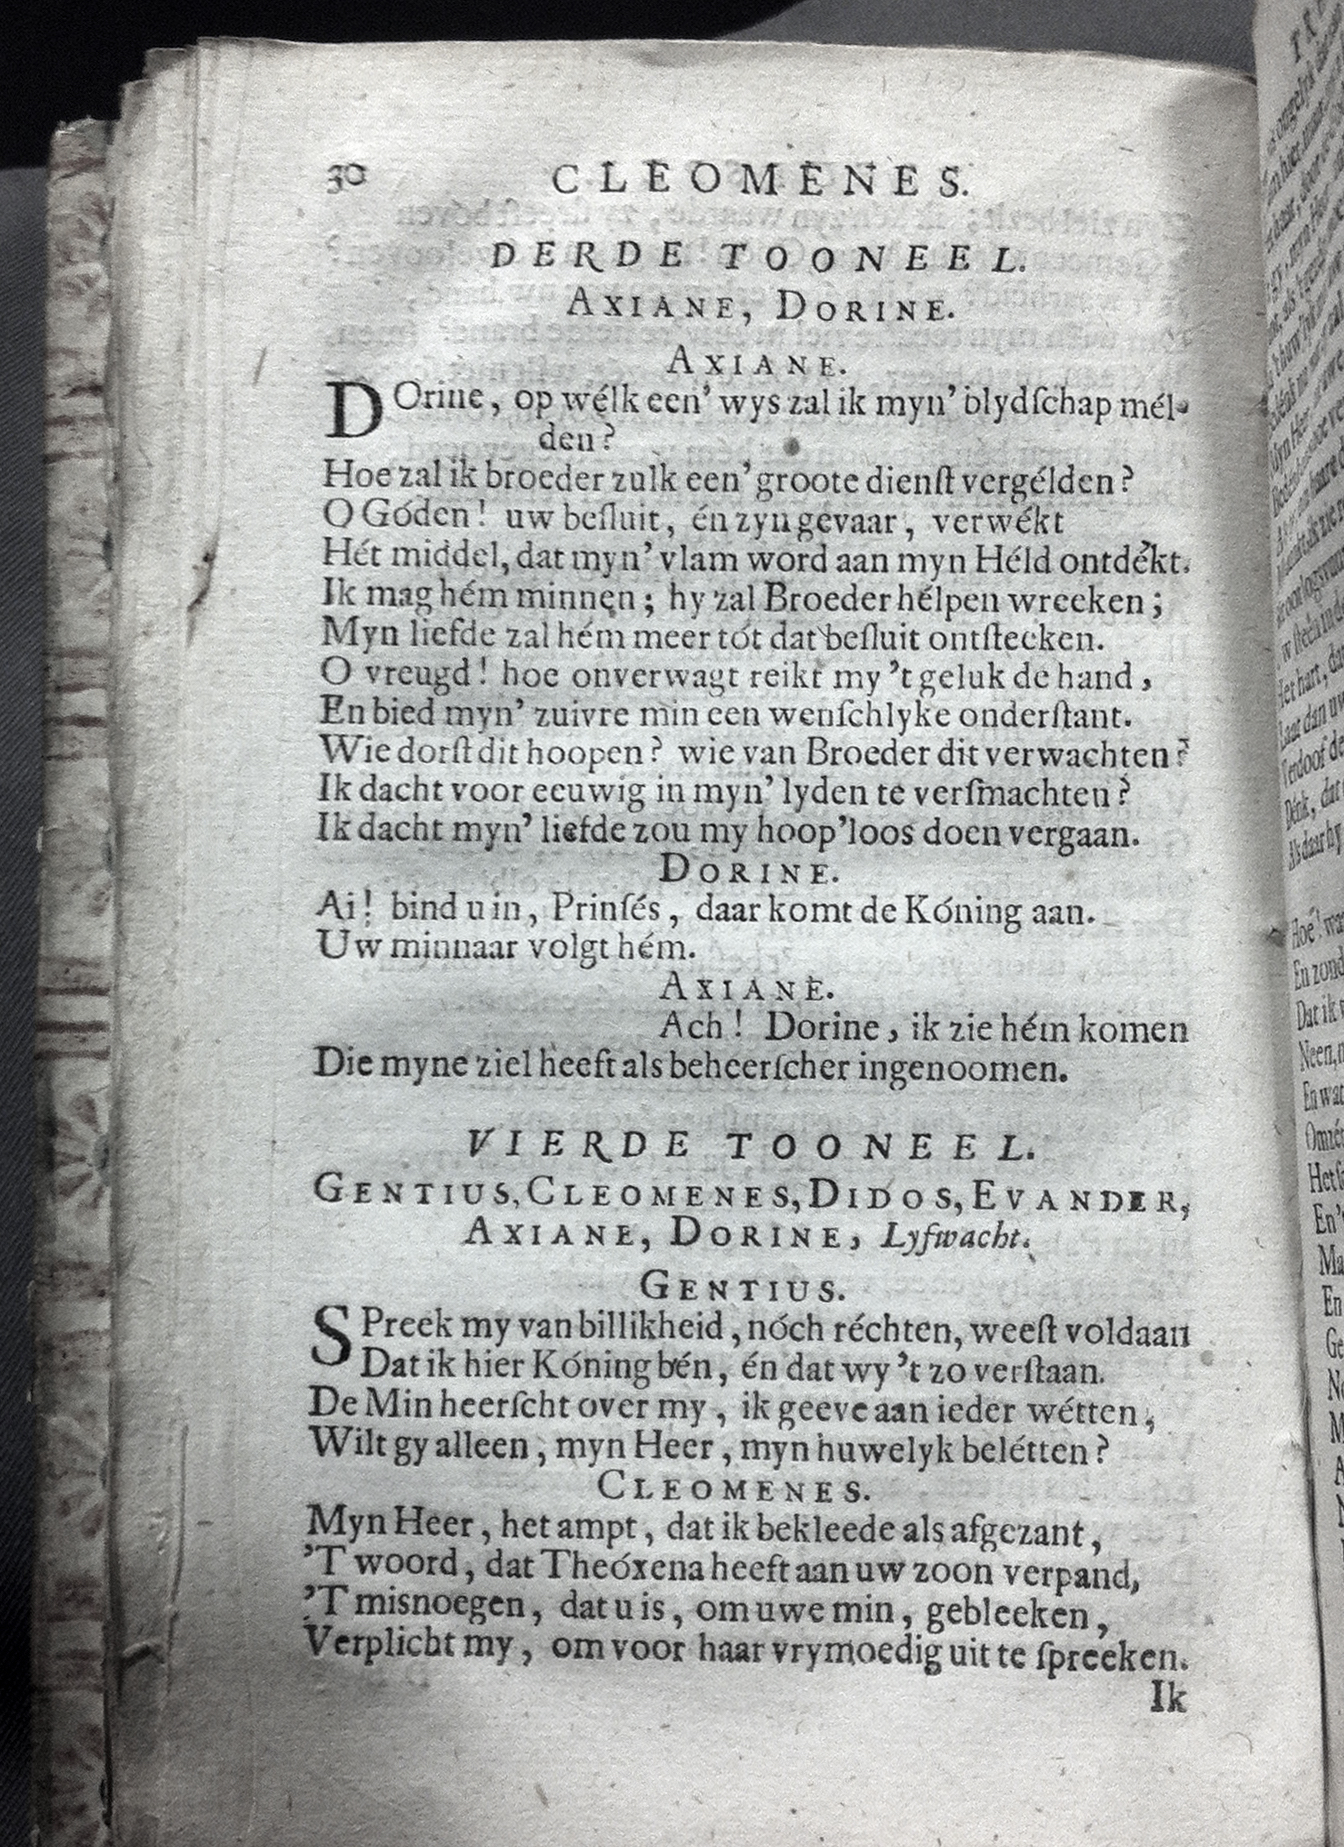 30 CLEOMENES.
DERDE TOONEEL.
AXIANE, DORINE.
AXIANE.
DOrine, op wélk een' wys zal ik myn' blydſchap mél-
den?
Hoe zal ik broeder zulk een' groote dienſt vergélden?
O Góden! uw beſluit, én zyn gevaar, verwékt
Hét middel, dat myn' vlam word aan myn Héld ontdékt.
Ik mag hém minnen; hy zal Broeder hélpen wreeken;
Myn liefde zal hém meer tót dat beſluit ontſteeken.
O vreugd! hoe onverwagt reikt my 't geluk de hand,
En bied myn' zuivre min een wenſchlyke onderſtant.
Wie dorſt dit hoopen? wie van Broeder dit verwachten?
Ik dacht voor eeuwig in myn' lyden te verſmachten?
Ik dacht myn' liefde zou my hoop'loos doen vergaan.
DORINE.
Ai! bind u in, Prinſés, daar komt de Kóning aan.
Uw minnaar volgt hém.
AXIANE.
Ach! Dorine, ik zie hém komen
Die myne ziel heeft als beheerſcher ingenoomen.
VIERDE TOONEEL.
GENTIUS, CLEOMENES, DIDOS, EVANDER,
AXIANE, DORINE, Lyfwacht.
GENTIUS.
SPreek my van billikheid, nóch réchten, weeſt voldaan
Dat ik hier Kóning bén, én dat wy 't zo verſtaan.
De Min heerſcht over my, ik geeve aan ieder wétten,
Wilt gy alleen, myn Heer, myn huwelyk belétten?
CLEOMENES.
Myn Heer, het ampt, dat ik bekleede als afgezant,
'T woord, dat Theóxena heeft aan uw zoon verpand,
'T misnoegen, dat u is, om uwe min, gebleeken,
Verplicht my, om voor haar vrymoedig uit te ſpreeken.
Ik